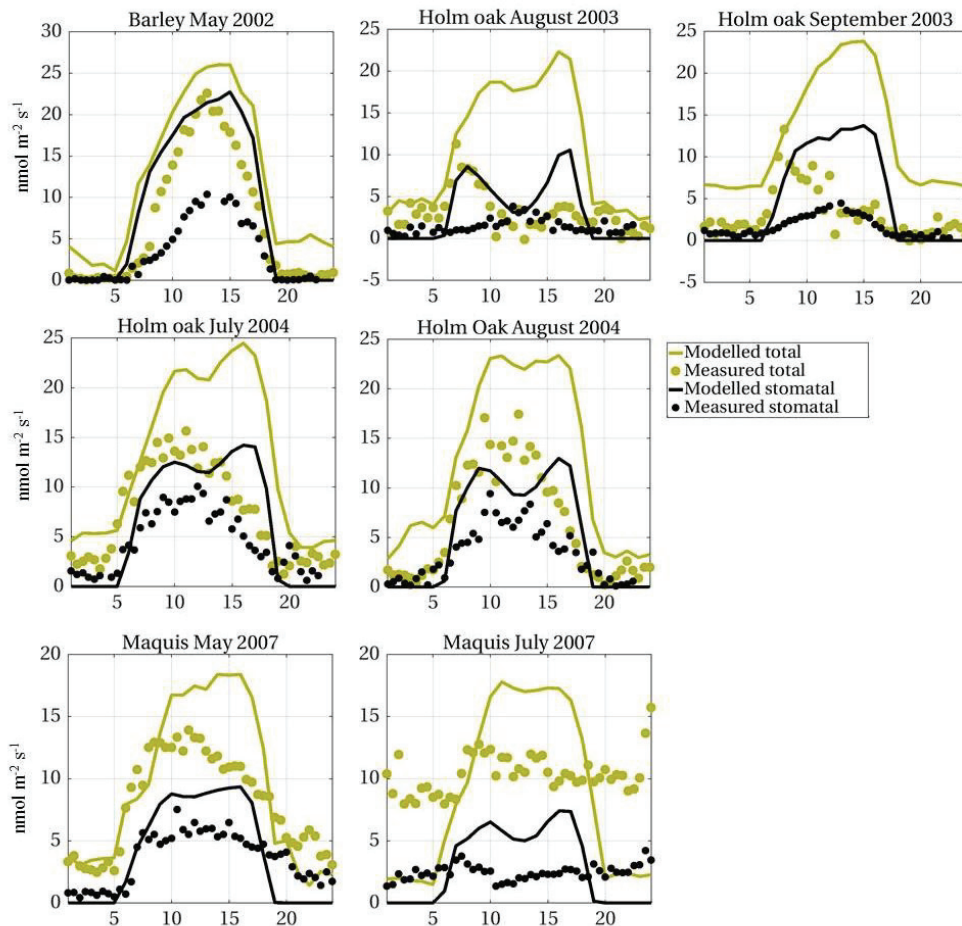 Barley May 2002
Holm oak August 2003
Holm oak September 2003
nmol m-2 s-1
30
25
20
15
10
5
0
5 10 15 20
25
20
15
10
5
0
-5
5 10 15 20
25
20
15
10
5
0
-5
5 10 15 20
Holm oak July 2004
Holm Oak August 2004
nmol m-2 s-1
25
20
15
10
5
0
5 10 15 20
25
20
15
10
5
0
5 10 15 20
Modelled total
Measured total
Modelled stomatal
Measured stomatal
Maquis May 2007
Maquis July 2007
nmol m-2 s-1
20
15
10
5
0
5 10 15 20
20
15
10
5
0
5 10 15 20